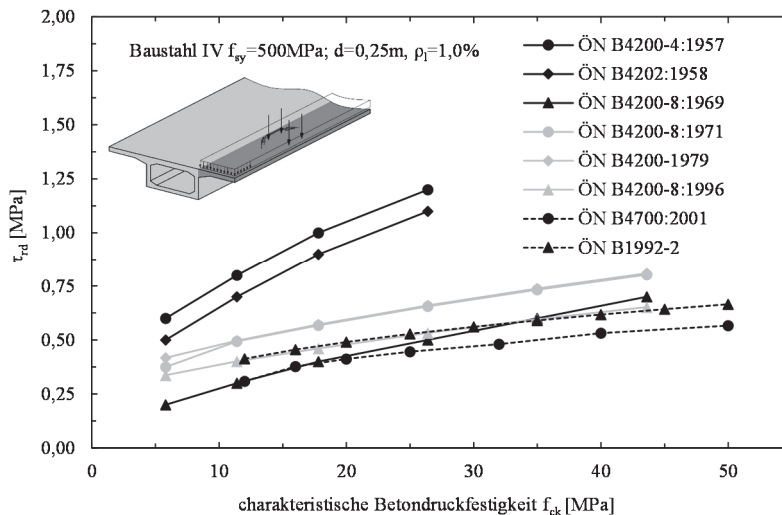 2,00
1,75
1,50
1,25
1,00
0,75
0,50
0,25
0,00
τrd [MPa]
Baustahl IV fsy=500MPa; d=0,25m, ρl=1,0%
ÖN B4200-4:1957
ÖN B4202:1958
ÖN B4200-8:1969
ÖN B4200-8:1971
ÖN B4200-1979
ÖN B4200-8:1996
ÖN B4700:2001
ÖN B1992-2
0 10 20 30 40 50
charakteristische Betondruckfestigkeit fck [MPa]